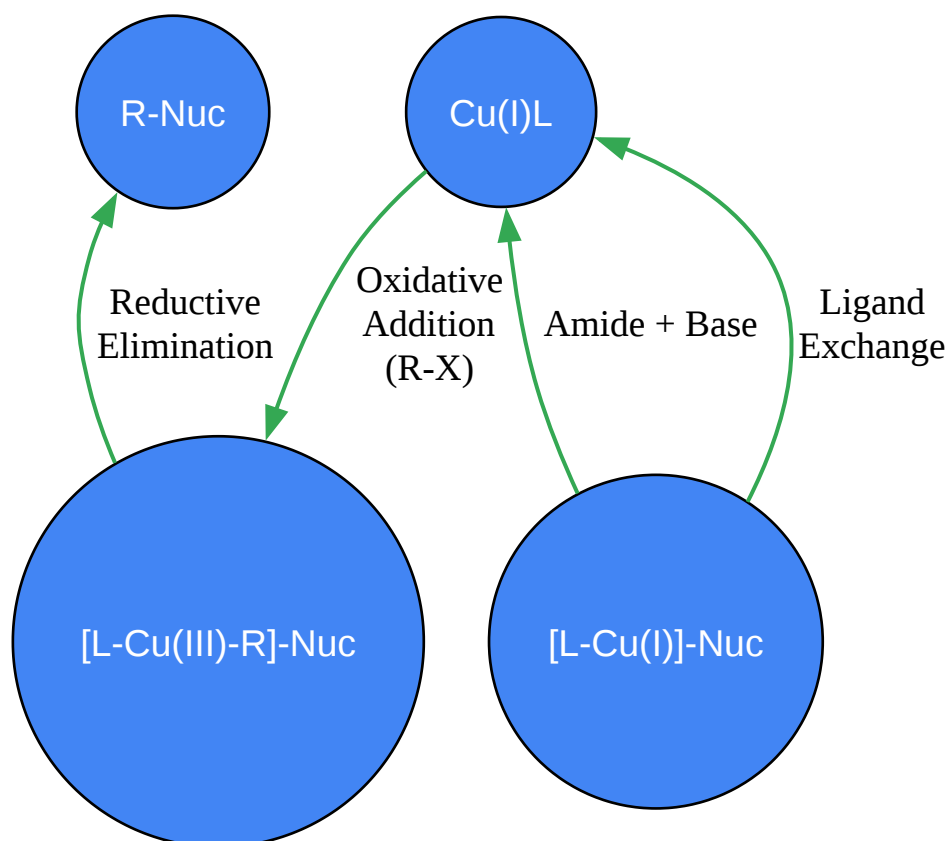 R-Nuc
Cu(I)L
Reductive
Elimination
Oxidative
Addition
(R-X)
Amide + Base
Ligand
Exchange
[L-Cu(III)-R]-Nuc
[L-Cu(I)]-Nuc